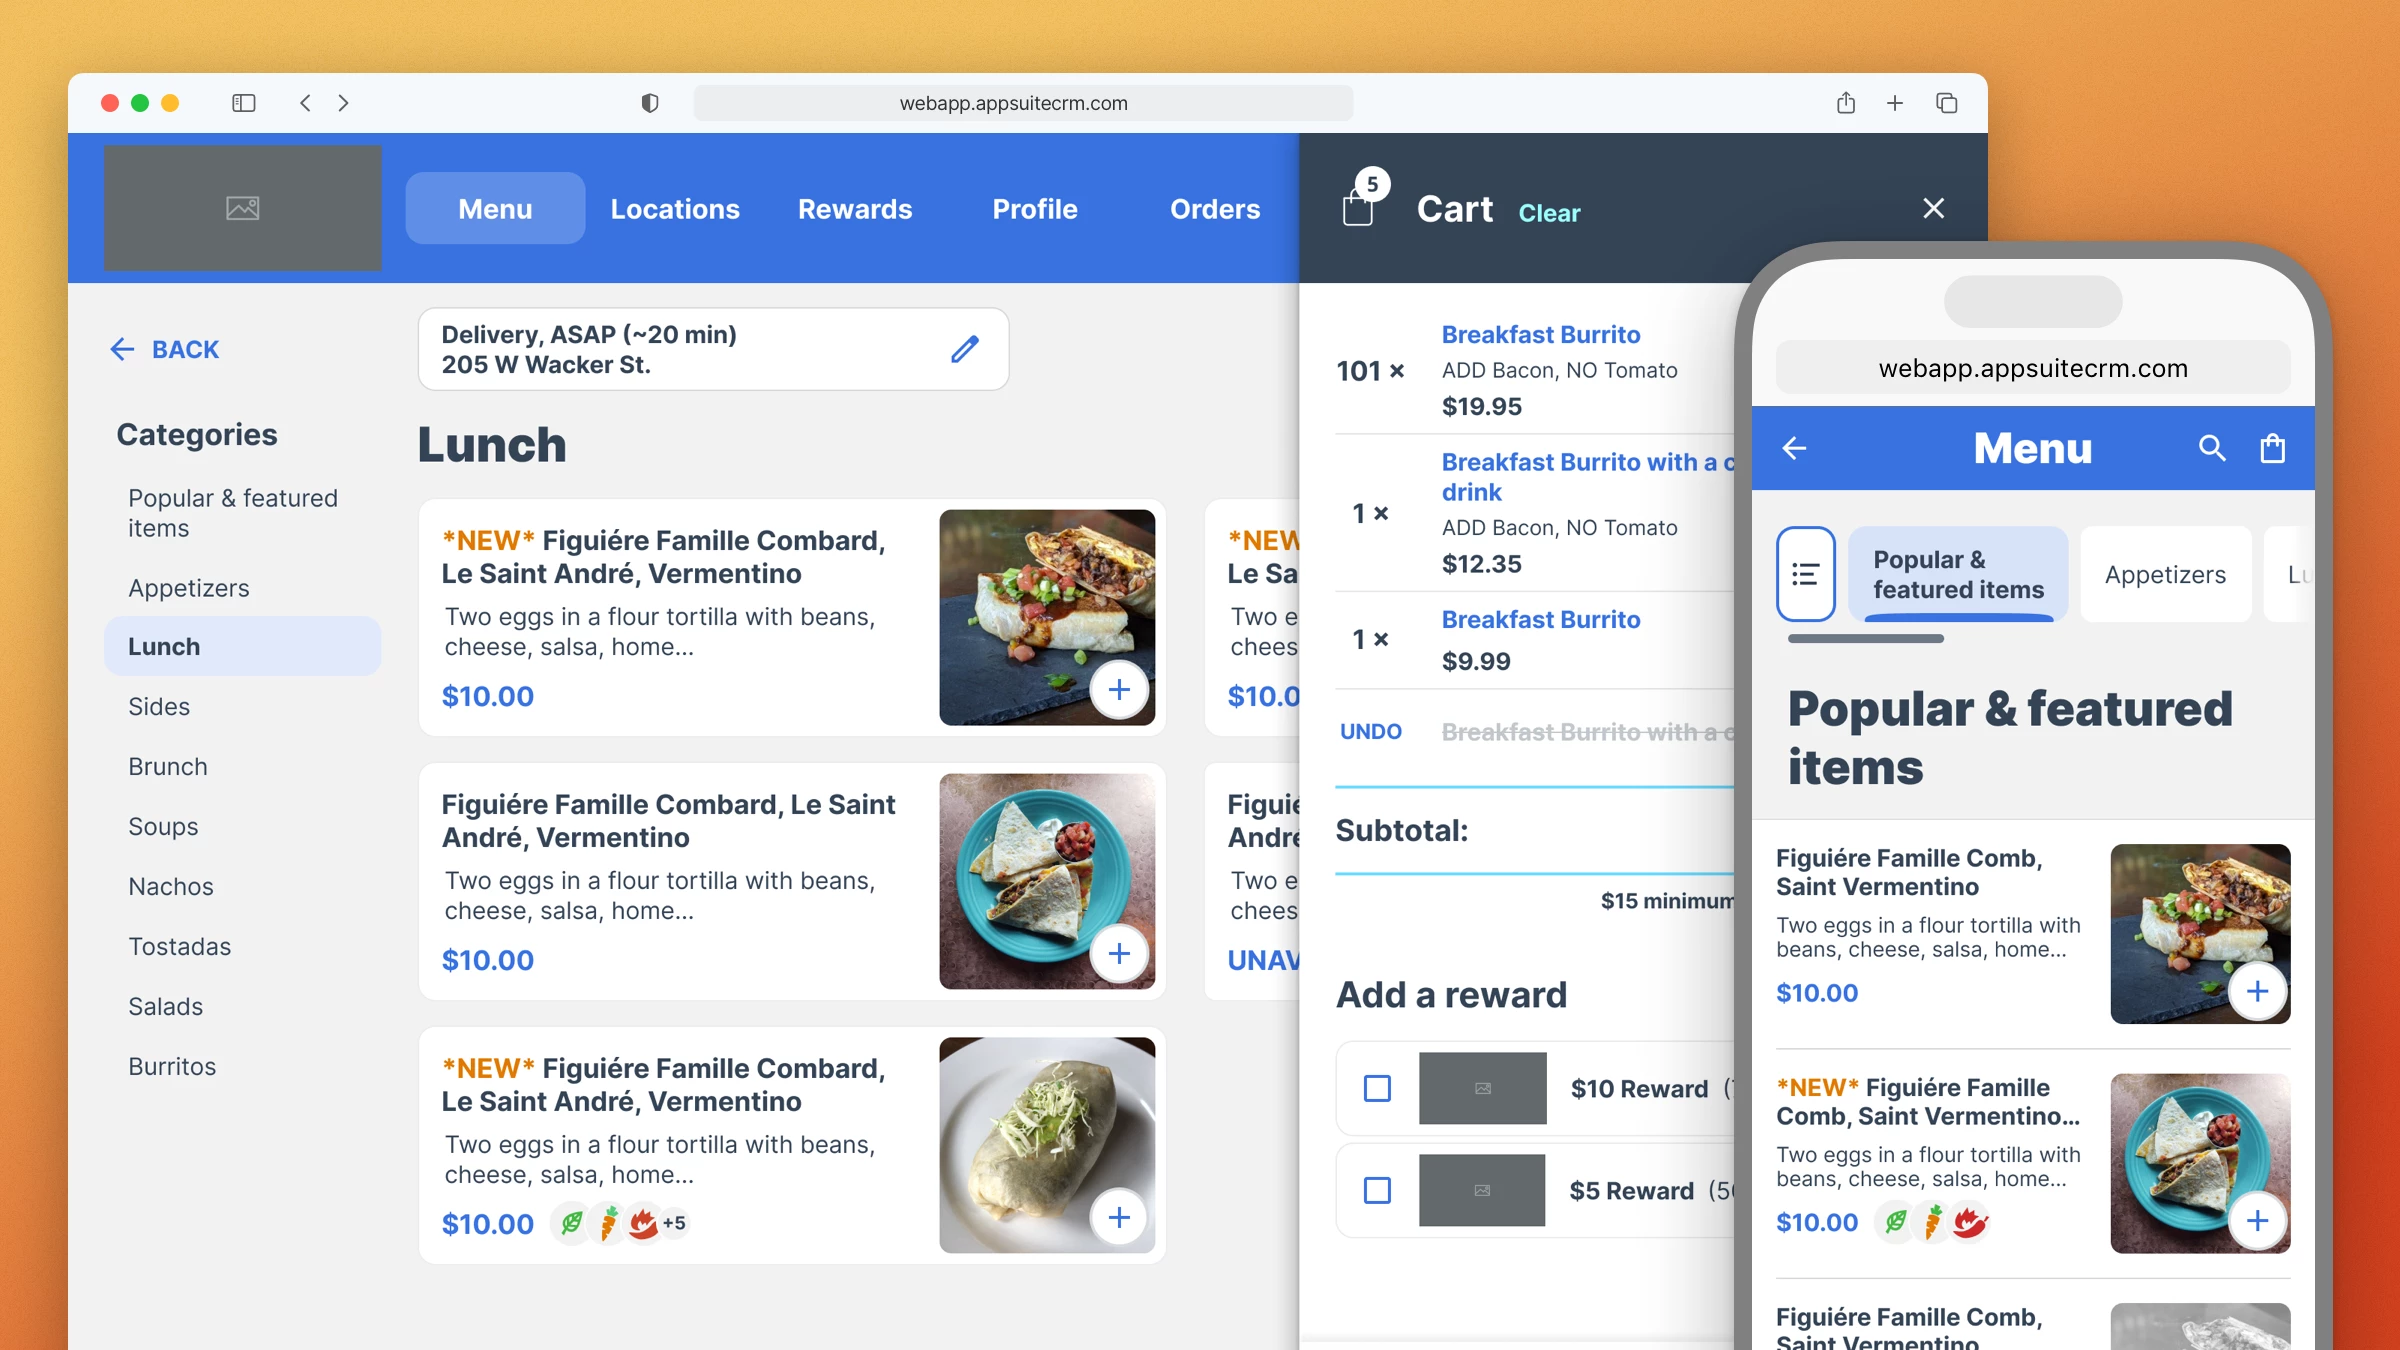 webapp.appsuitecrm.com
Menu
Locations
Rewards
Profile
Orders
5
Cart
Clear
BACK
Delivery, ASAP (~20 min)
205 W Wacker St.
Categories
Popular & featured
items
Appetizers
Lunch
Sides
Brunch
Soups
Nachos
Tostadas
Salads
Burritos
Lunch
*NEW* Figuiére Famille Combard,
Le Saint André, Vermentino
Two eggs in a flour tortilla with beans,
cheese, salsa, home...
$10.00
Figuiére Famille Combard, Le Saint
André, Vermentino
Two eggs in a flour tortilla with beans,
cheese, salsa, home...
$10.00
*NEW* Figuiére Famille Combard,
Le Saint André, Vermentino
Two eggs in a flour tortilla with beans,
cheese, salsa, home...
$10.00
+5
*NEW
Le Sa
Two e
chees
$10.0
Figuié
André
Two e
chees
UNAV
101 ×
Breakfast Burrito
ADD Bacon, NO Tomato
$19.95
1 ×
Breakfast Burrito with a c
drink
ADD Bacon, NO Tomato
$12.35
1 ×
Breakfast Burrito
$9.99
UNDO
Breakfast Burrito with a c
Subtotal:
$15 minimum
Add a reward
$10 Reward
$5 Reward (50
webapp.appsuitecrm.com
Menu
Popular &
featured items
Appetizers
Lu
Popular & featured
items
Figuiére Famille Comb,
Saint Vermentino
Two eggs in a flour tortilla with
beans, cheese, salsa, home...
$10.00
*NEW* Figuiére Famille
Comb, Saint Vermentino...
Two eggs in a flour tortilla with
beans, cheese, salsa, home...
$10.00
Figuiére Famille Comb,
Saint Vermentino